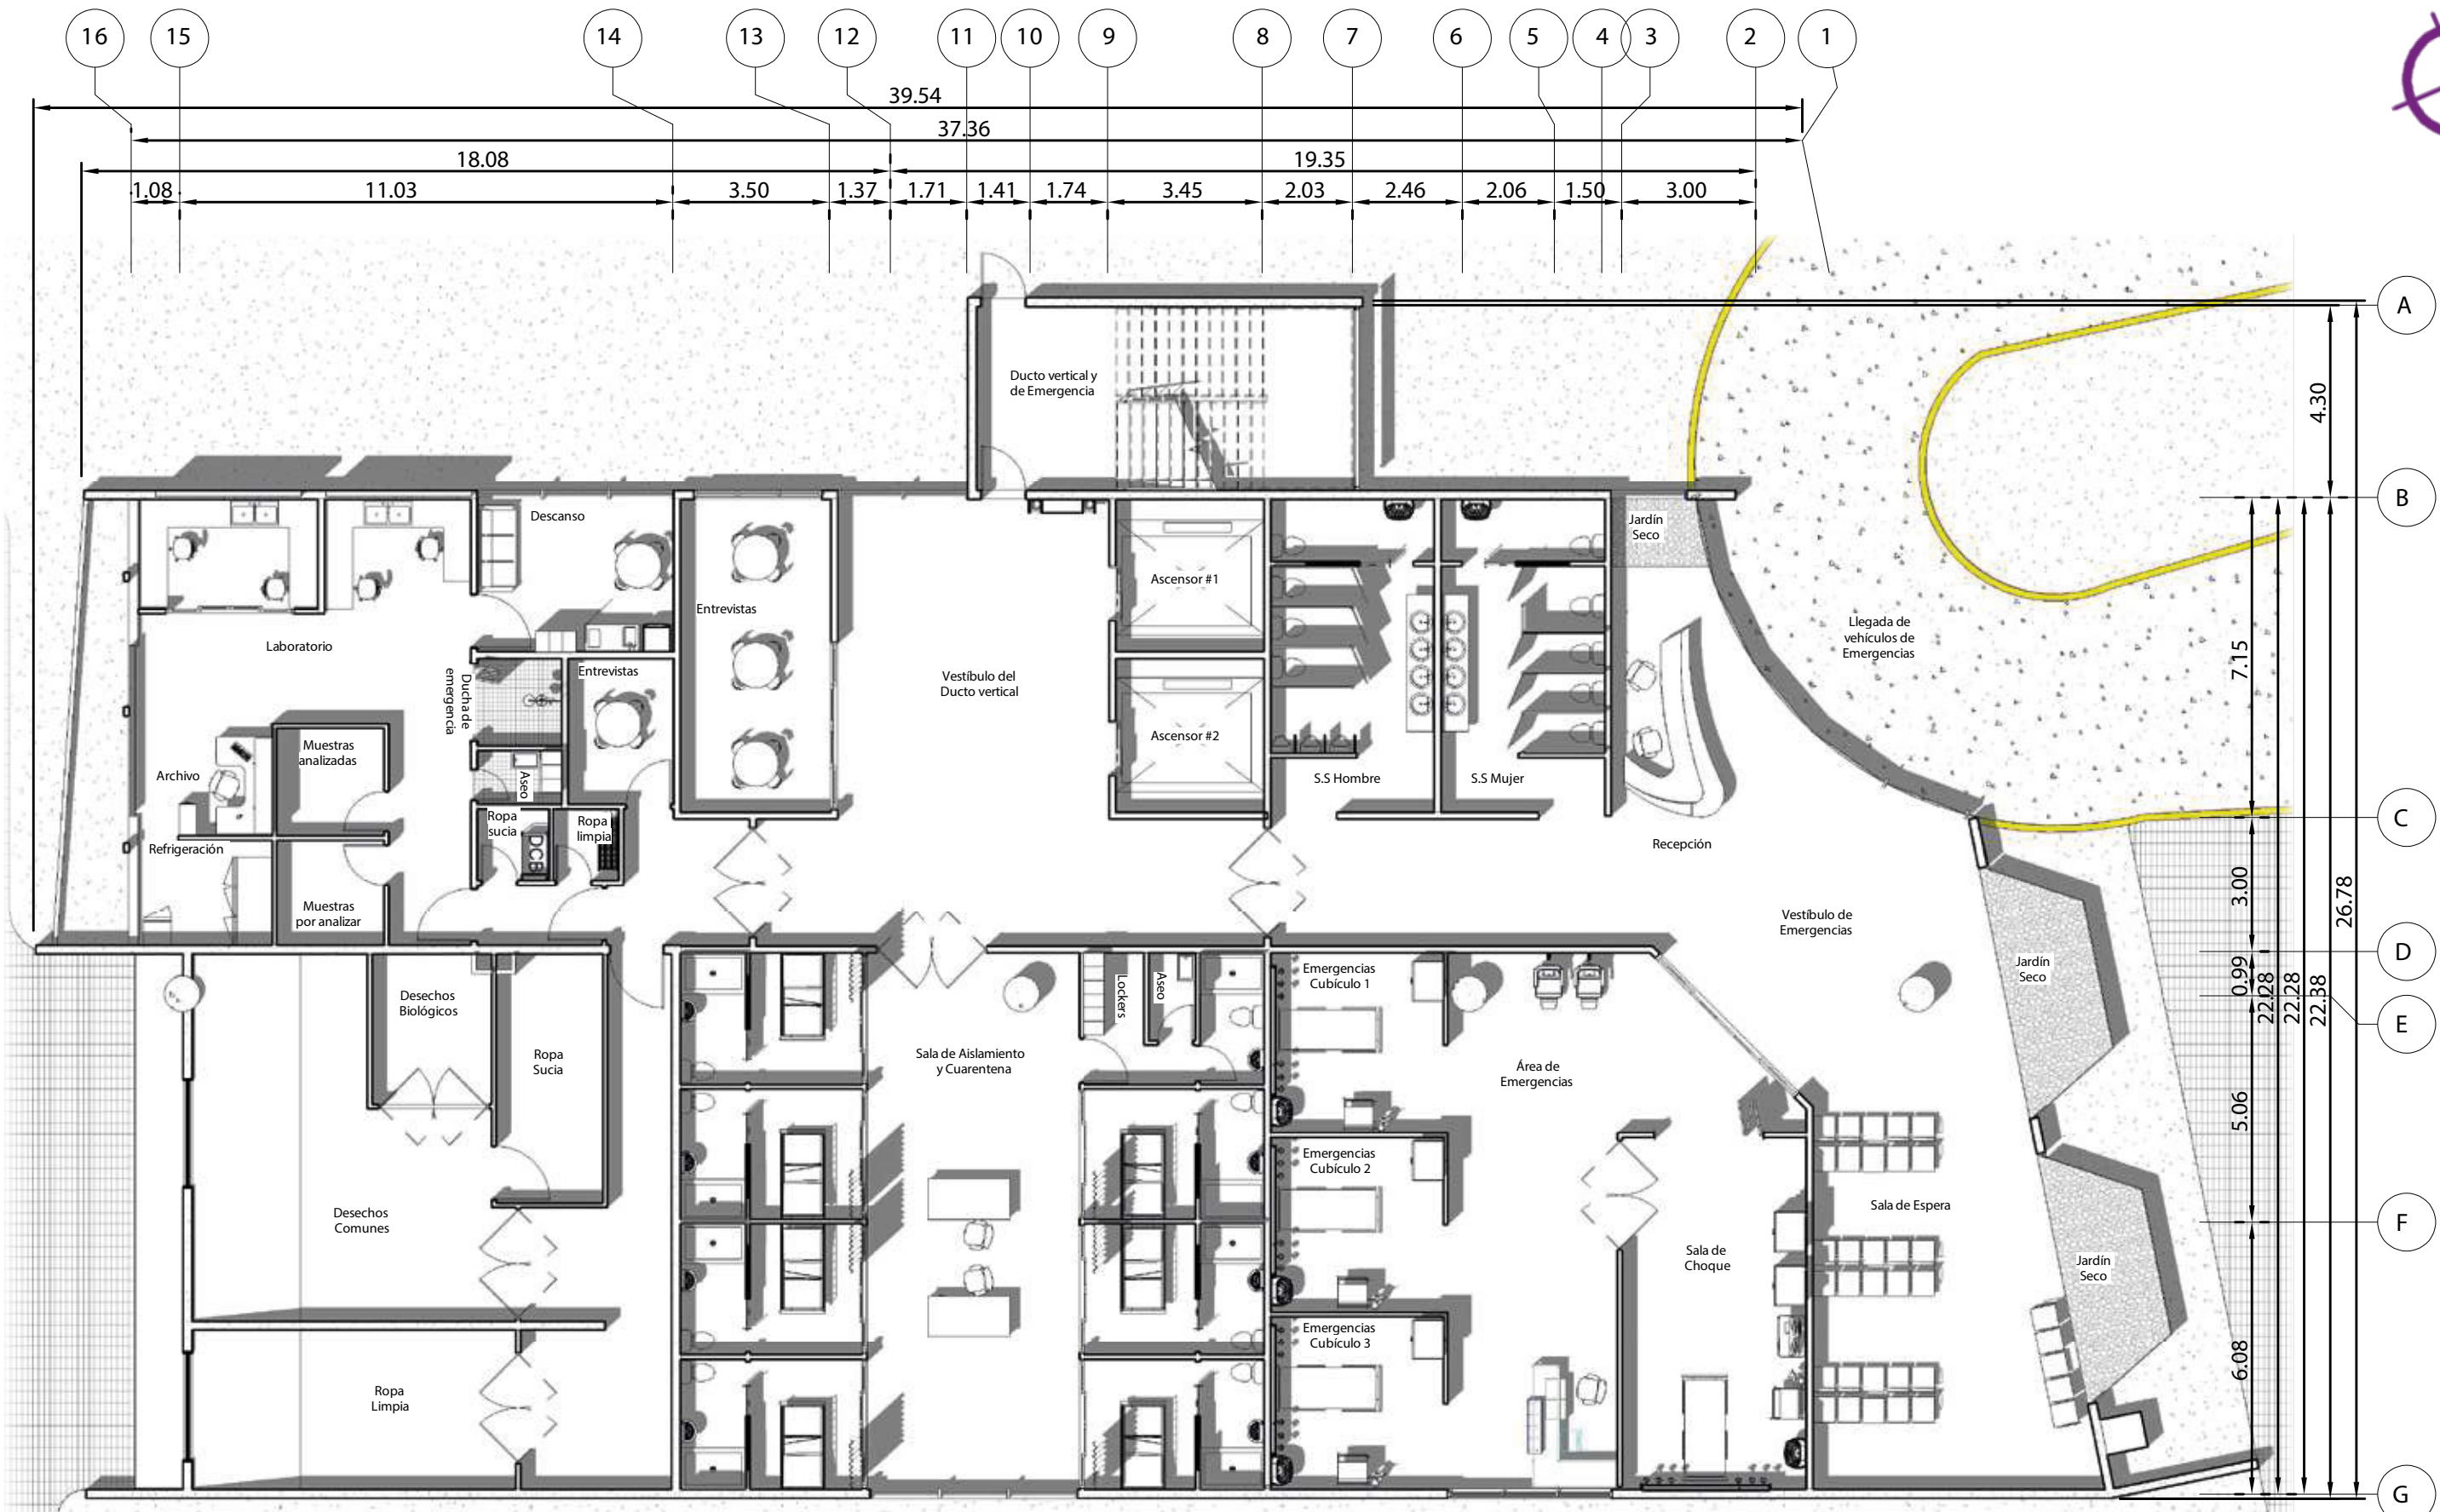 16 15 14 13 12 11 10 9 8 7 6 5 4 3 2 1
39.54
37.36
18.08 19.35
1.08 11.03 3.50 1.37 1.71 1.41 1.74 3.45 2.03 2.46 2.06 1.50 3.00
A
B
C
D
E
F
G
4.30
7.15
3.00
0.99
5.06
6.08
22.28
22.28
22.38
26.78
Ducto vertical y
de Emergencia
Descanso
Jardín
Seco
Ascensor #1
Entrevistas
Laboratorio
Llegada de
vehículos de
Emergencias
Entrevistas
Ducha de
emergencia
Vestíbulo del
Ducto vertical
Ascensor #2
Muestras
analizadas
Archivo
Aseo
S.S Hombre
S.S Mujer
Ropa
sucia
Ropa
limpia
DCB
Refrigeración
Recepción
Muestras
por analizar
Vestíbulo de
Emergencias
Jardín
Seco
Desechos
Biológicos
Lockers
Aseo
Emergencias
Cubículo 1
Ropa
Sucia
Sala de Aislamiento
y Cuarentena
Área de
Emergencias
Emergencias
Cubículo 2
Desechos
Comunes
Sala de Espera
Sala de
Choque
Jardín
Seco
Emergencias
Cubículo 3
Ropa
Limpia